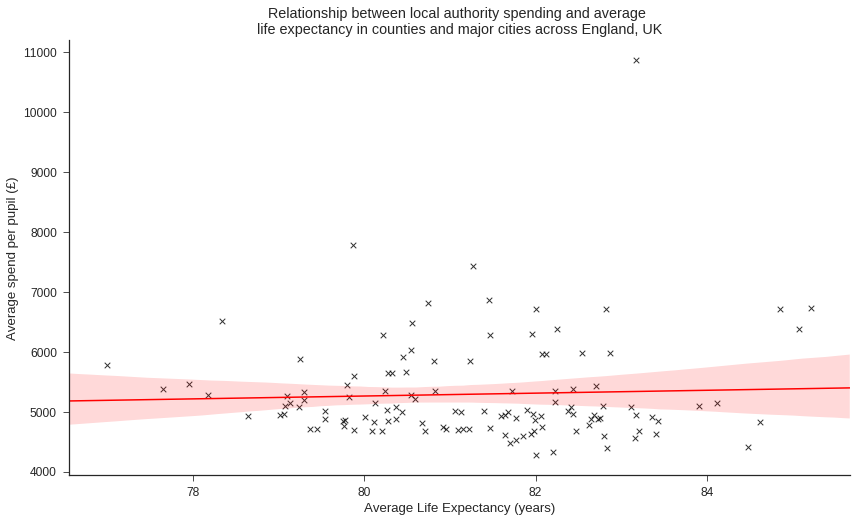 Relationship between local authority spending and average
life expectancy in counties and major cities across England, UK
11000
10000
9000
8000
7000
6000
5000
4000
Average spend per pupil (£)
78 80 82 84
Average Life Expectancy (years)